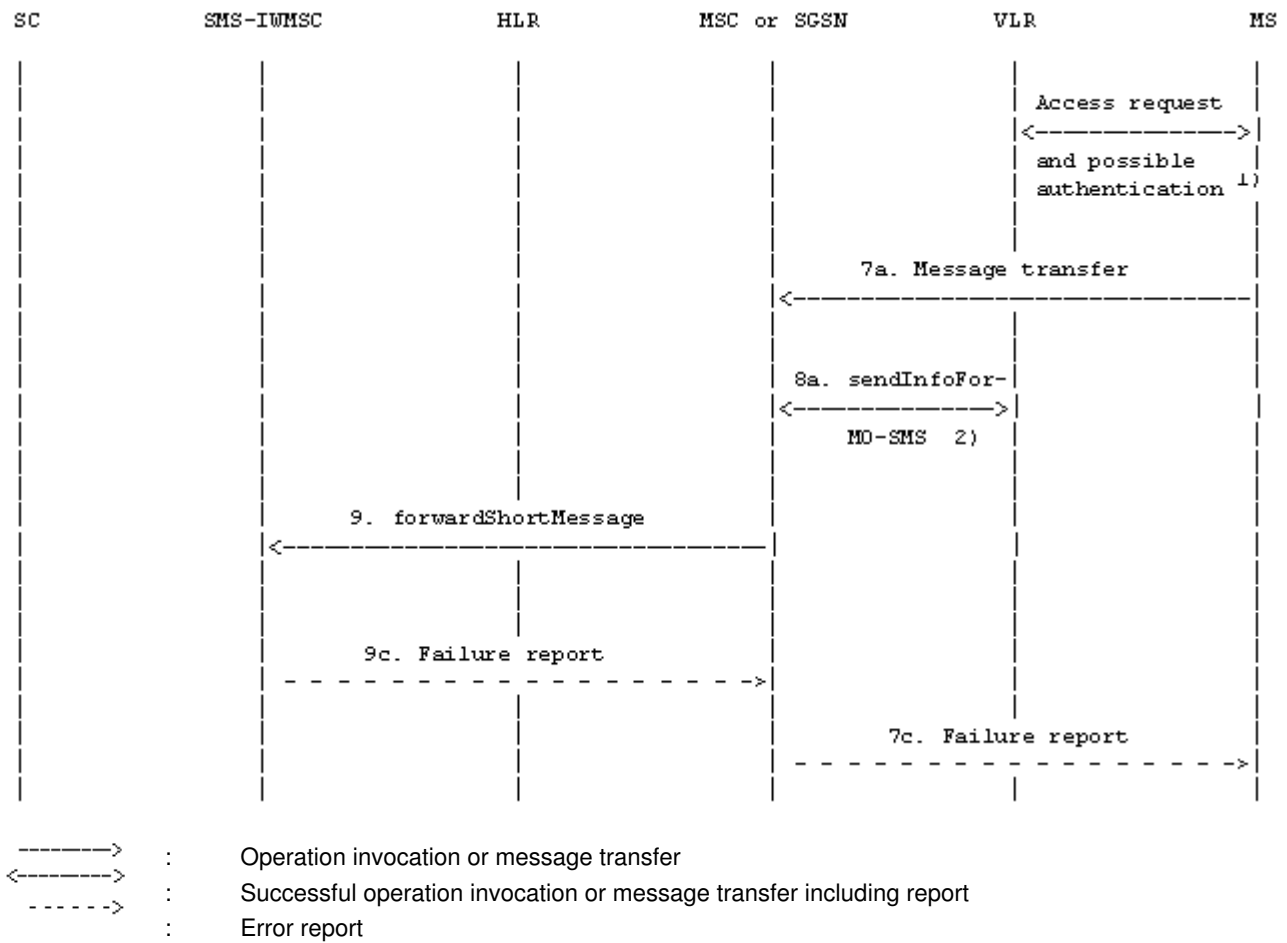 SC SMS-IWMSC HLR MSC or SGSN VLR MS
Access request
and possible
authentication 1)
7a. Message transfer
8a. sendInfoFor-
MO-SMS 2)
9. forwardShortMessage
9c. Failure report
7c. Failure report
: Operation invocation or message transfer
: Successful operation invocation or message transfer including report
: Error report